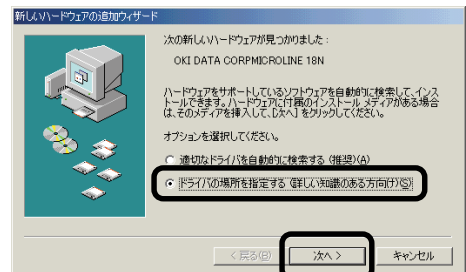 新しいハードウェアの追加ウィザード
次の新しいハードウェアが見つかりました :
OKI DATA CORPMICROLINE 18N
ハードウェアをサポートしているソフトウェアを自動的に検索して、インス
トールできます。ハードウェアに付属のインストール メディアがある場合
は、そのメディアを挿入して、[次へ] をクリックしてください。
オプションを選択してください。
適切なドライバを自動的に検索する (推奨)(A)
ドライバの場所を指定する (詳しい知識のある方向け)(S)
< 戻る(B)
次へ >
キャンセル